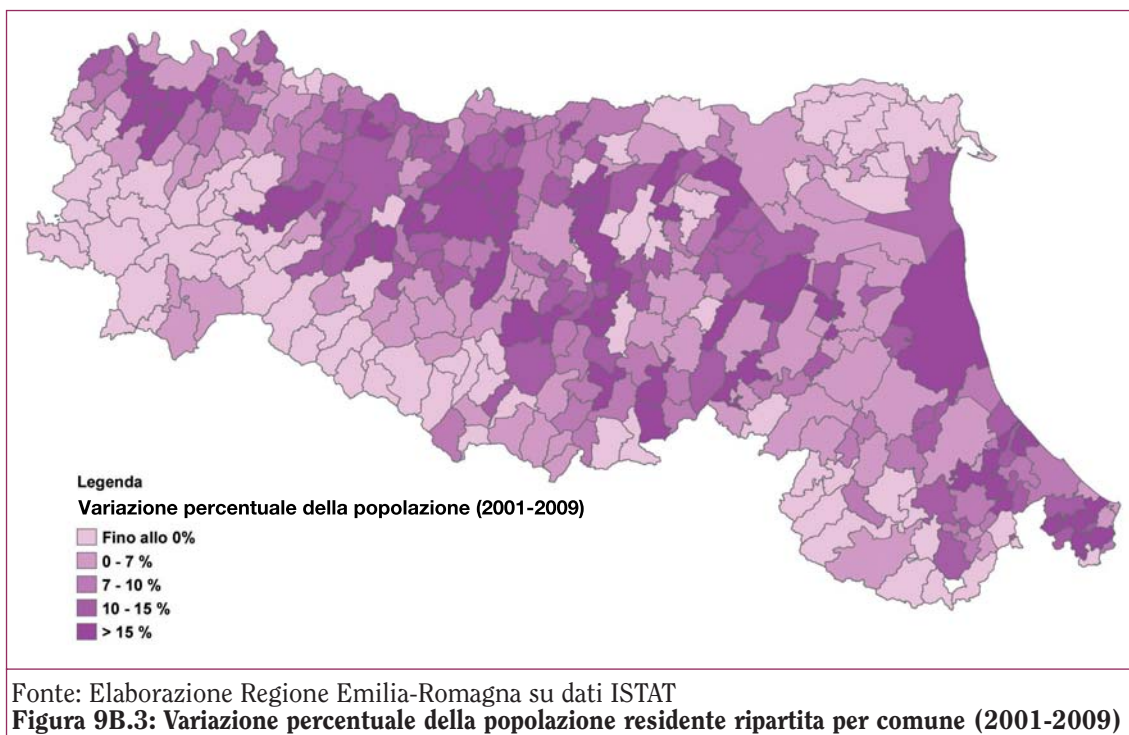 Legenda
Variazione percentuale della popolazione (2001-2009)
Fino allo 0%
0 - 7 %
7 - 10 %
10 - 15 %
> 15 %
Fonte: Elaborazione Regione Emilia-Romagna su dati ISTAT
Figura 9B.3: Variazione percentuale della popolazione residente ripartita per comune (2001-2009)